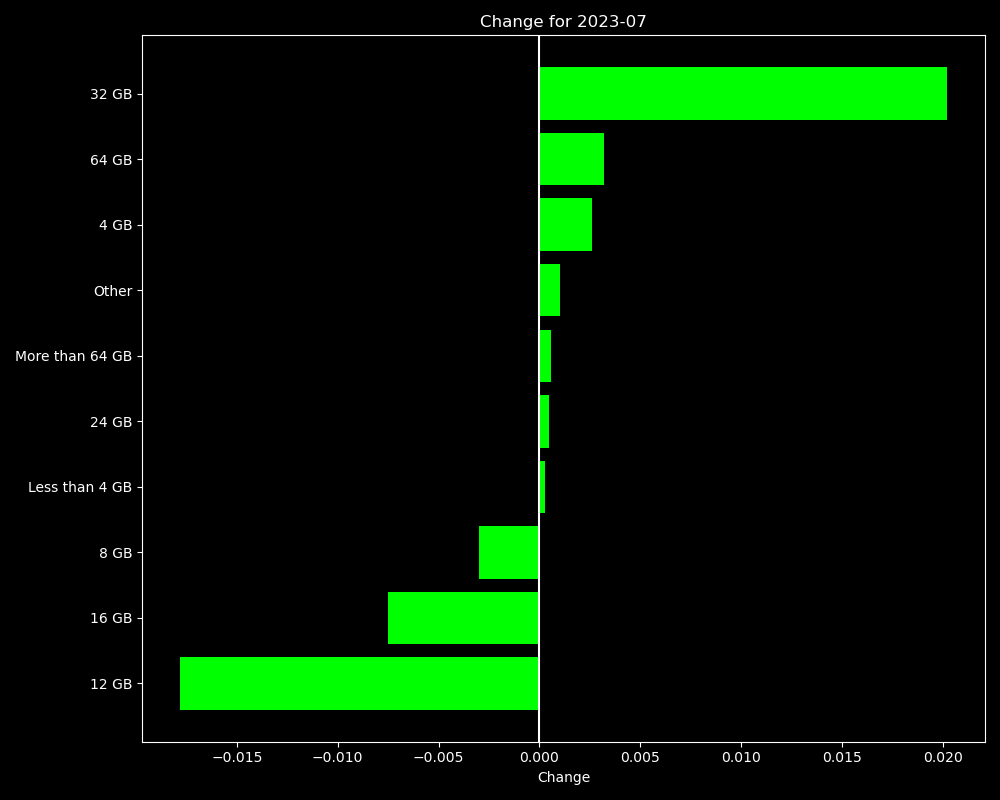 Change for 2023-07
32 GB
64 GB
4 GB
Other
More than 64 GB
24 GB
Less than 4 GB
8 GB
16 GB
12 GB
−0.015 −0.010 −0.005 0.000 0.005 0.010 0.015 0.020
Change